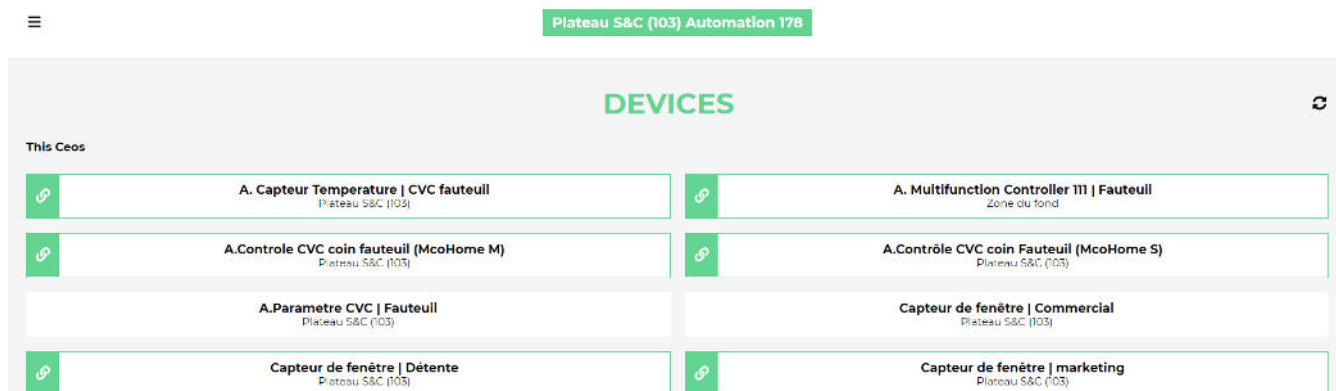 Plateau S&C (103) Automation 178
DEVICES
This Ceos
A. Capteur Temperature | CVC fauteuil
Plateau S&C (103)
A. Multifunction Controller 111 | Fauteuil
Zone du fond
A.Controle CVC coin fauteuil (McoHome M)
Plateau S&C (103)
A.Contrôle CVC coin Fauteuil (McoHome S)
Plateau S&C (103)
A.Parametre CVC | Fauteuil
Plateau S&C (103)
Capteur de fenêtre | Commercial
Plateau S&C (103)
Capteur de fenêtre | Détente
Plateau S&C (103)
Capteur de fenêtre | marketing
Plateau S&C (103)